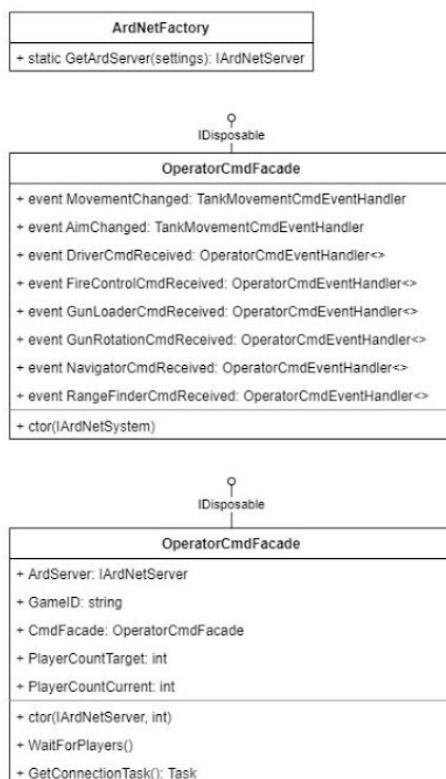 ArdNetFactory
+ static GetArdServer(settings): IArdNetServer
IDisposable
OperatorCmdFacade
+ event MovementChanged: TankMovementCmdEventHandler
+ event AimChanged: TankMovementCmdEventHandler
+ event DriverCmdReceived: OperatorCmdEventHandler<>
+ event FireControlCmdReceived: OperatorCmdEventHandler<>
+ event GunLoaderCmdReceived: OperatorCmdEventHandler<>
+ event GunRotationCmdReceived: OperatorCmdEventHandler<>
+ event NavigatorCmdReceived: OperatorCmdEventHandler<>
+ event RangeFinderCmdReceived: OperatorCmdEventHandler<>
+ ctor(IArdNetSystem)
IDisposable
OperatorCmdFacade
+ ArdServer: IArdNetServer
+ GameID: string
+ CmdFacade: OperatorCmdFacade
+ PlayerCountTarget: int
+ PlayerCountCurrent: int
+ ctor(IArdNetServer, int)
+ WaitForPlayers()
+ GetConnectionTask(): Task